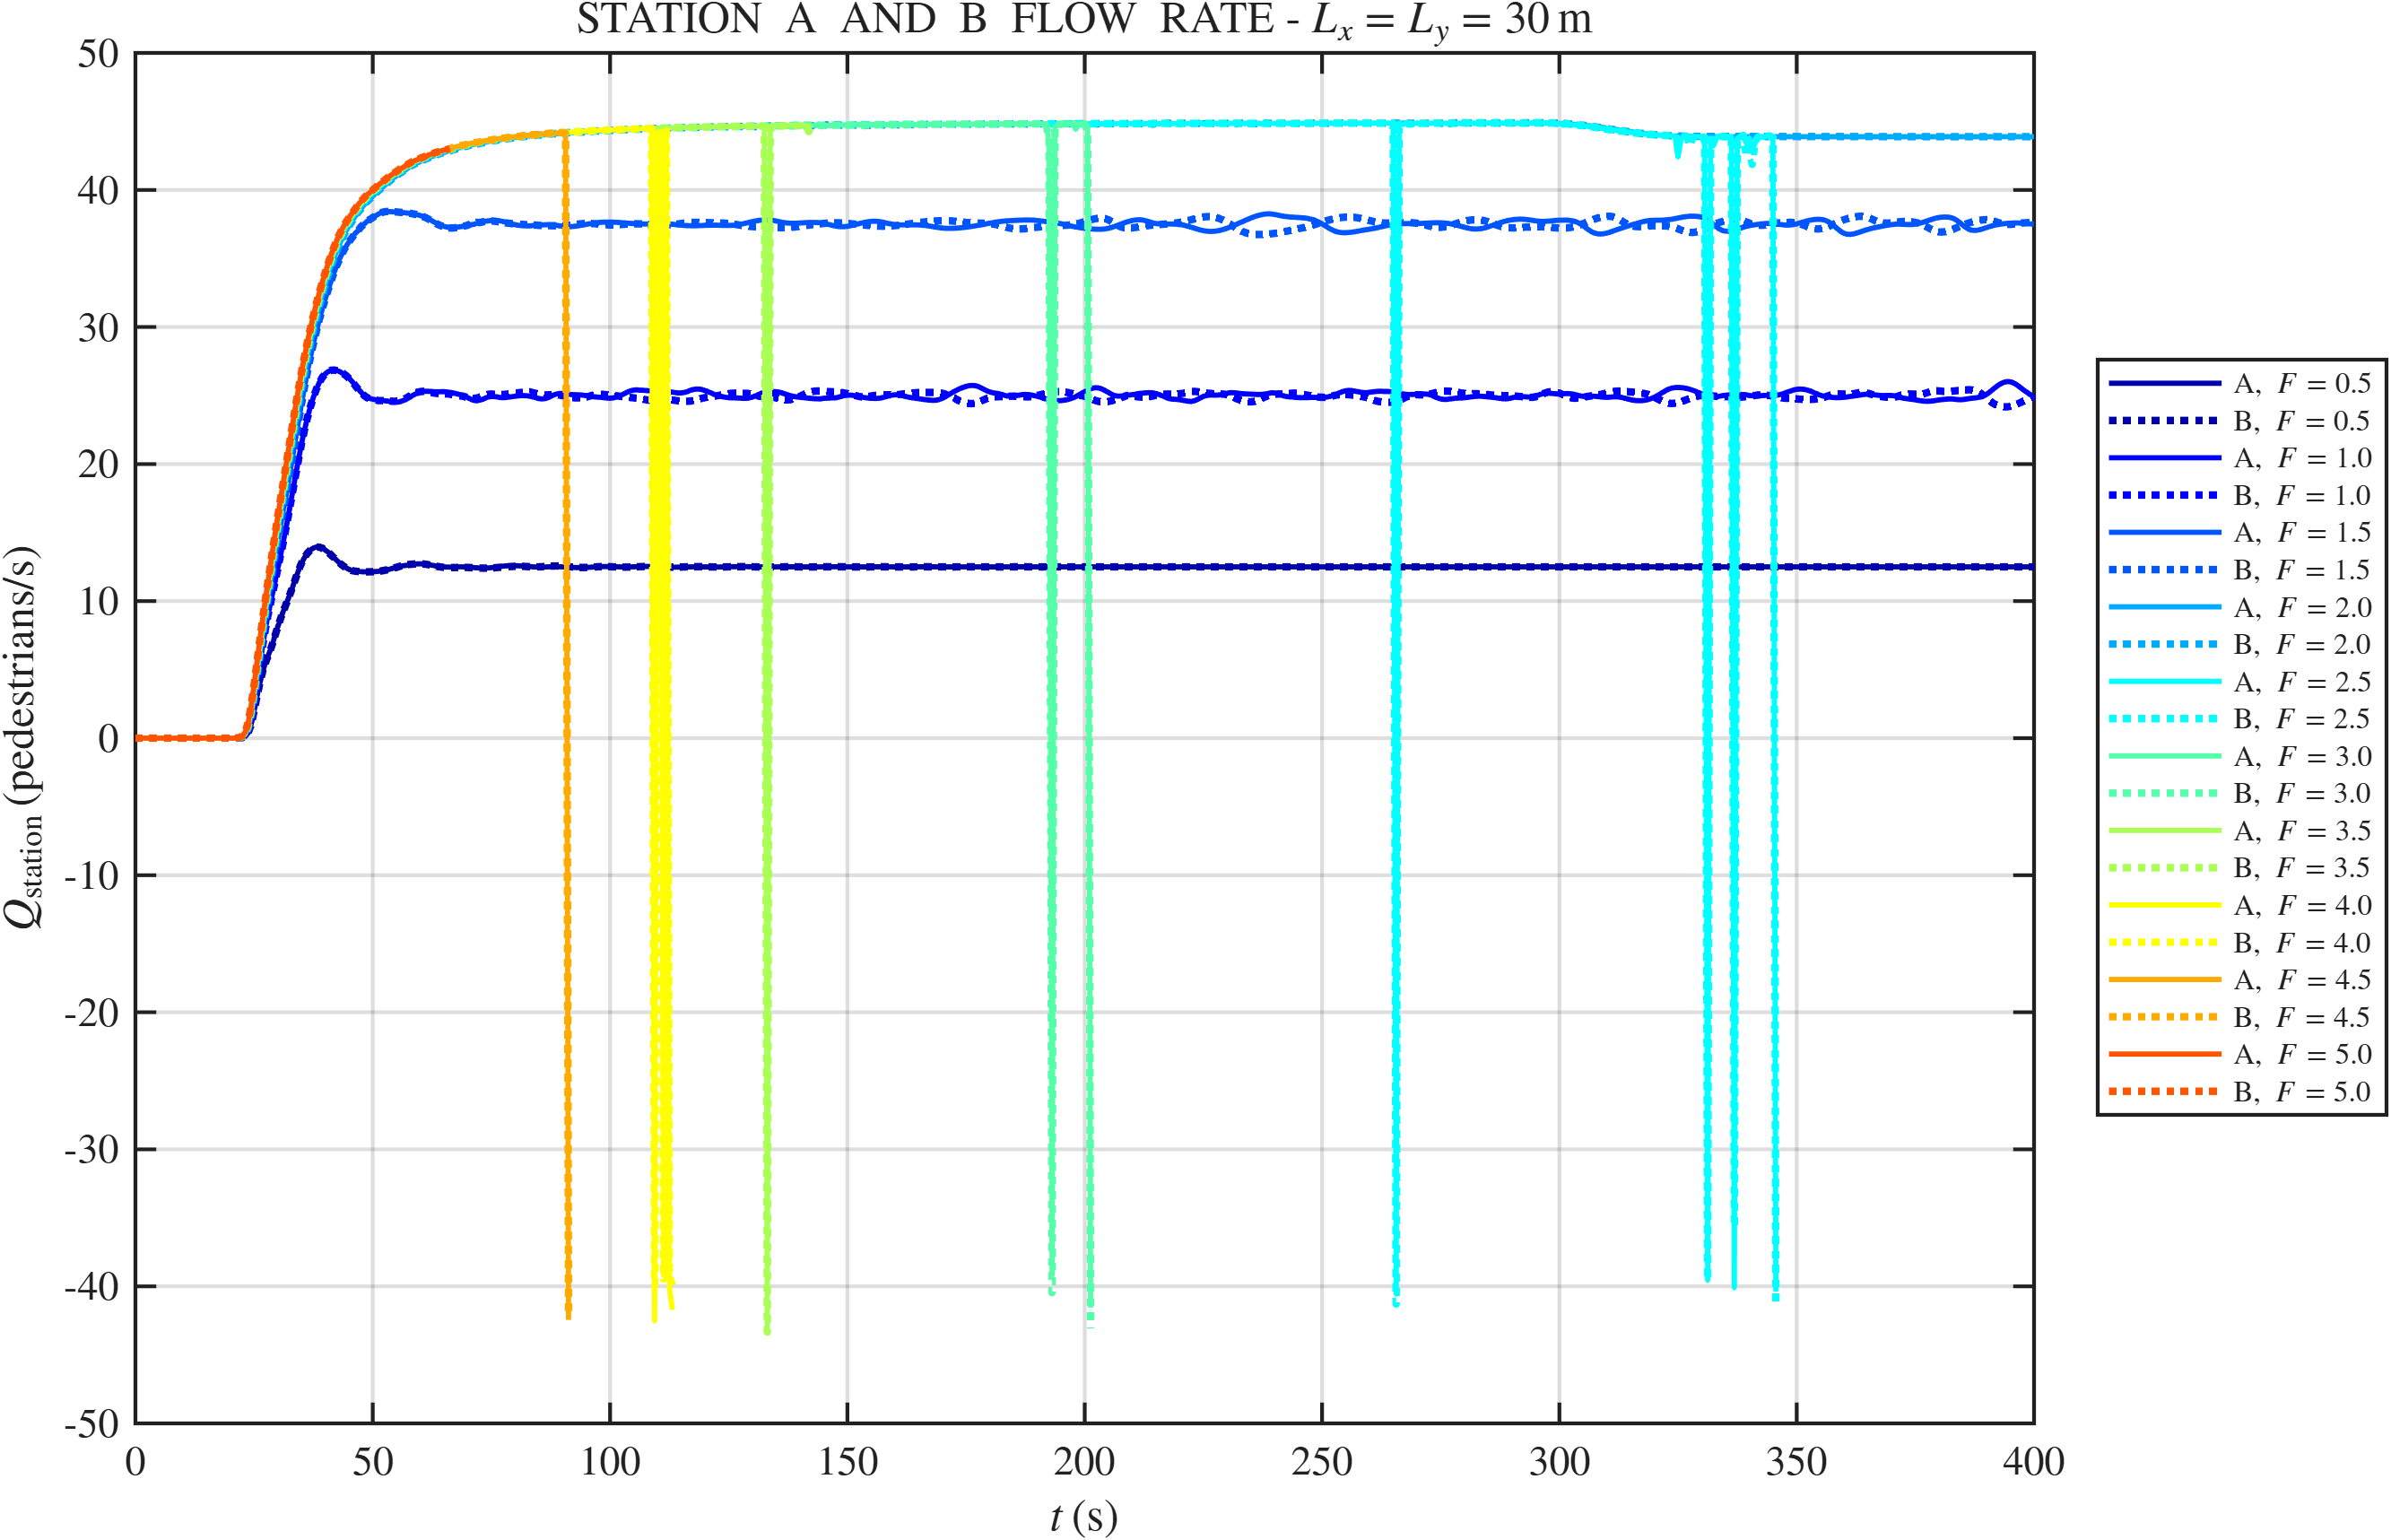 STATION A AND B FLOW RATE - Lx = Ly = 30 m
50
40
30
20
10
0
-10
-20
-30
-40
-50
Qstation (pedestrians/s)
0 50 100 150 200 250 300 350 400
t (s)
A, F = 0.5
B, F = 0.5
A, F = 1.0
B, F = 1.0
A, F = 1.5
B, F = 1.5
A, F = 2.0
B, F = 2.0
A, F = 2.5
B, F = 2.5
A, F = 3.0
B, F = 3.0
A, F = 3.5
B, F = 3.5
A, F = 4.0
B, F = 4.0
A, F = 4.5
B, F = 4.5
A, F = 5.0
B, F = 5.0